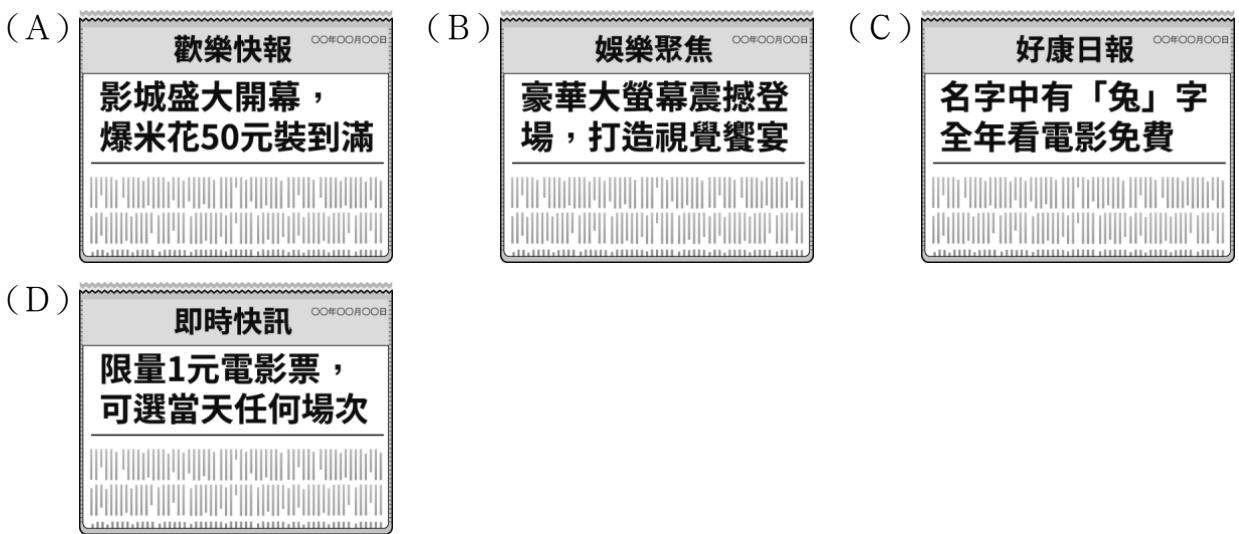 (A)
歡樂快報
○○年○○月○○日
影城盛大開幕，
爆米花50元裝到滿
(B)
娛樂聚焦
○○年○○月○○日
豪華大螢幕震撼登
場，打造視覺饗宴
(C)
好康日報
○○年○○月○○日
名字中有「兔」字
全年看電影免費
(D)
即時快訊
○○年○○月○○日
限量1元電影票，
可選當天任何場次